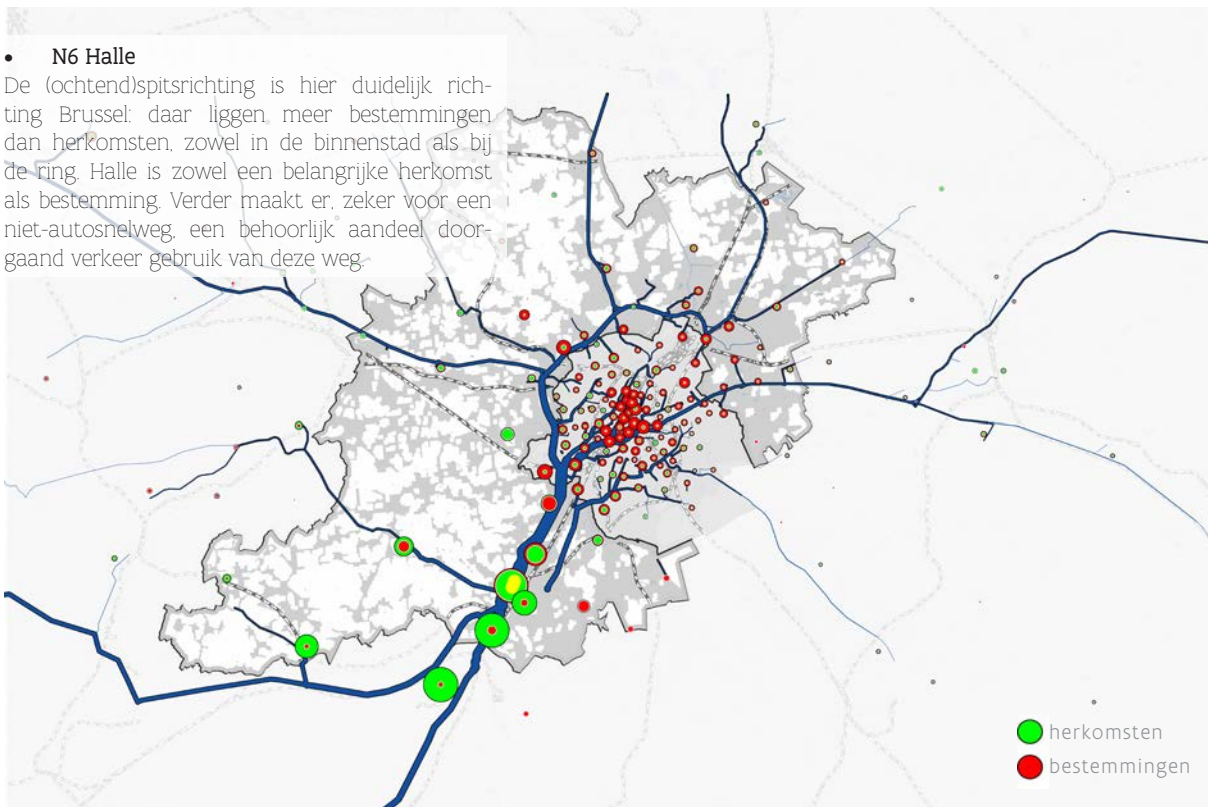 • N6 Halle
De (ochtend)spitsrichting is hier duidelijk rich-
ting Brussel: daar liggen meer bestemmingen
dan herkomsten, zowel in de binnenstad als bij
de ring. Halle is zowel een belangrijke herkomst
als bestemming. Verder maakt er, zeker voor een
niet-autosnelweg, een behoorlijk aandeel door-
gaand verkeer gebruik van deze weg.
herkomsten
bestemmingen